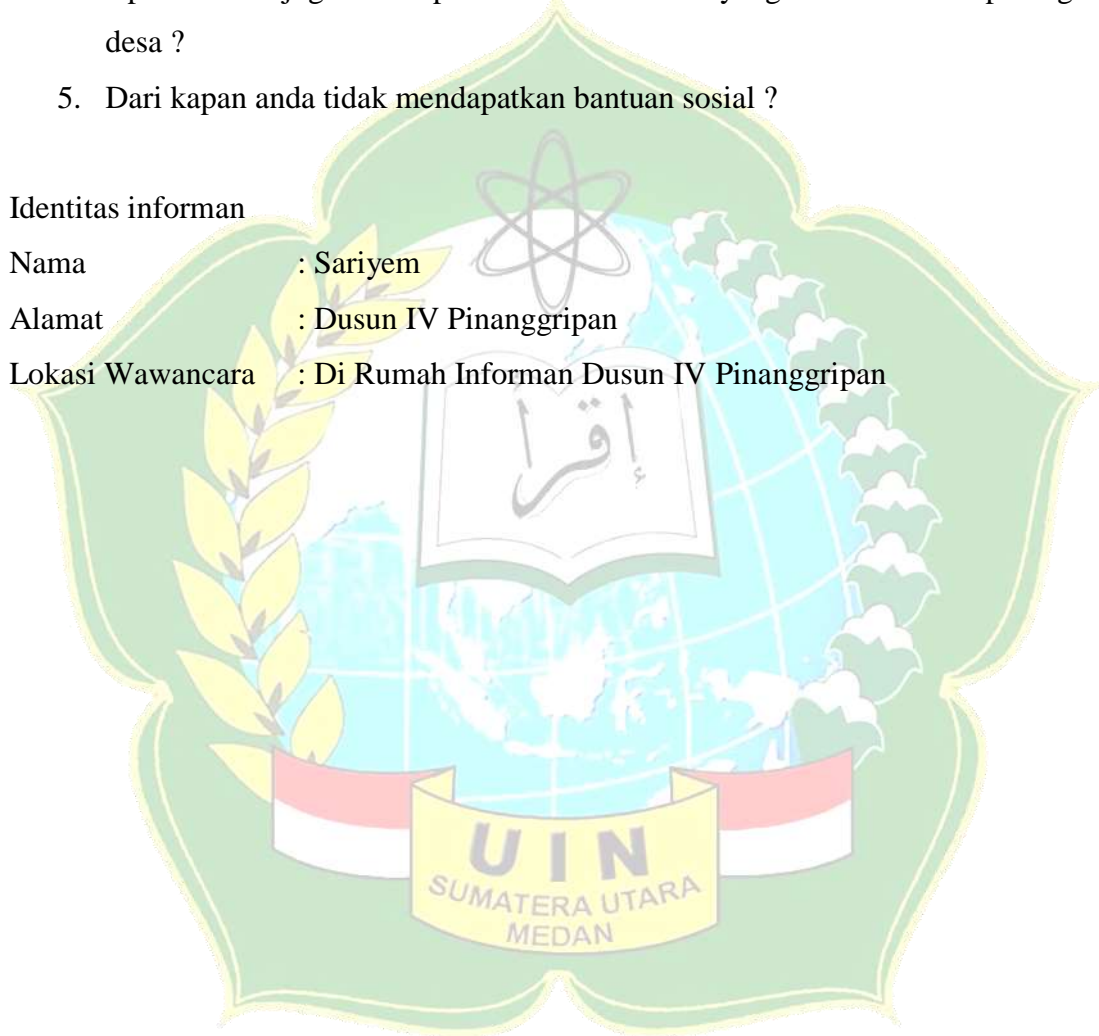 desa ?
5. Dari kapan anda tidak mendapatkan bantuan sosial ?
Identitas informan
Nama : Sariyem
Alamat : Dusun IV Pinanggripan
Lokasi Wawancara : Di Rumah Informan Dusun IV Pinanggripan
إقرأ
UIN
SUMATERA UTARA
MEDAN